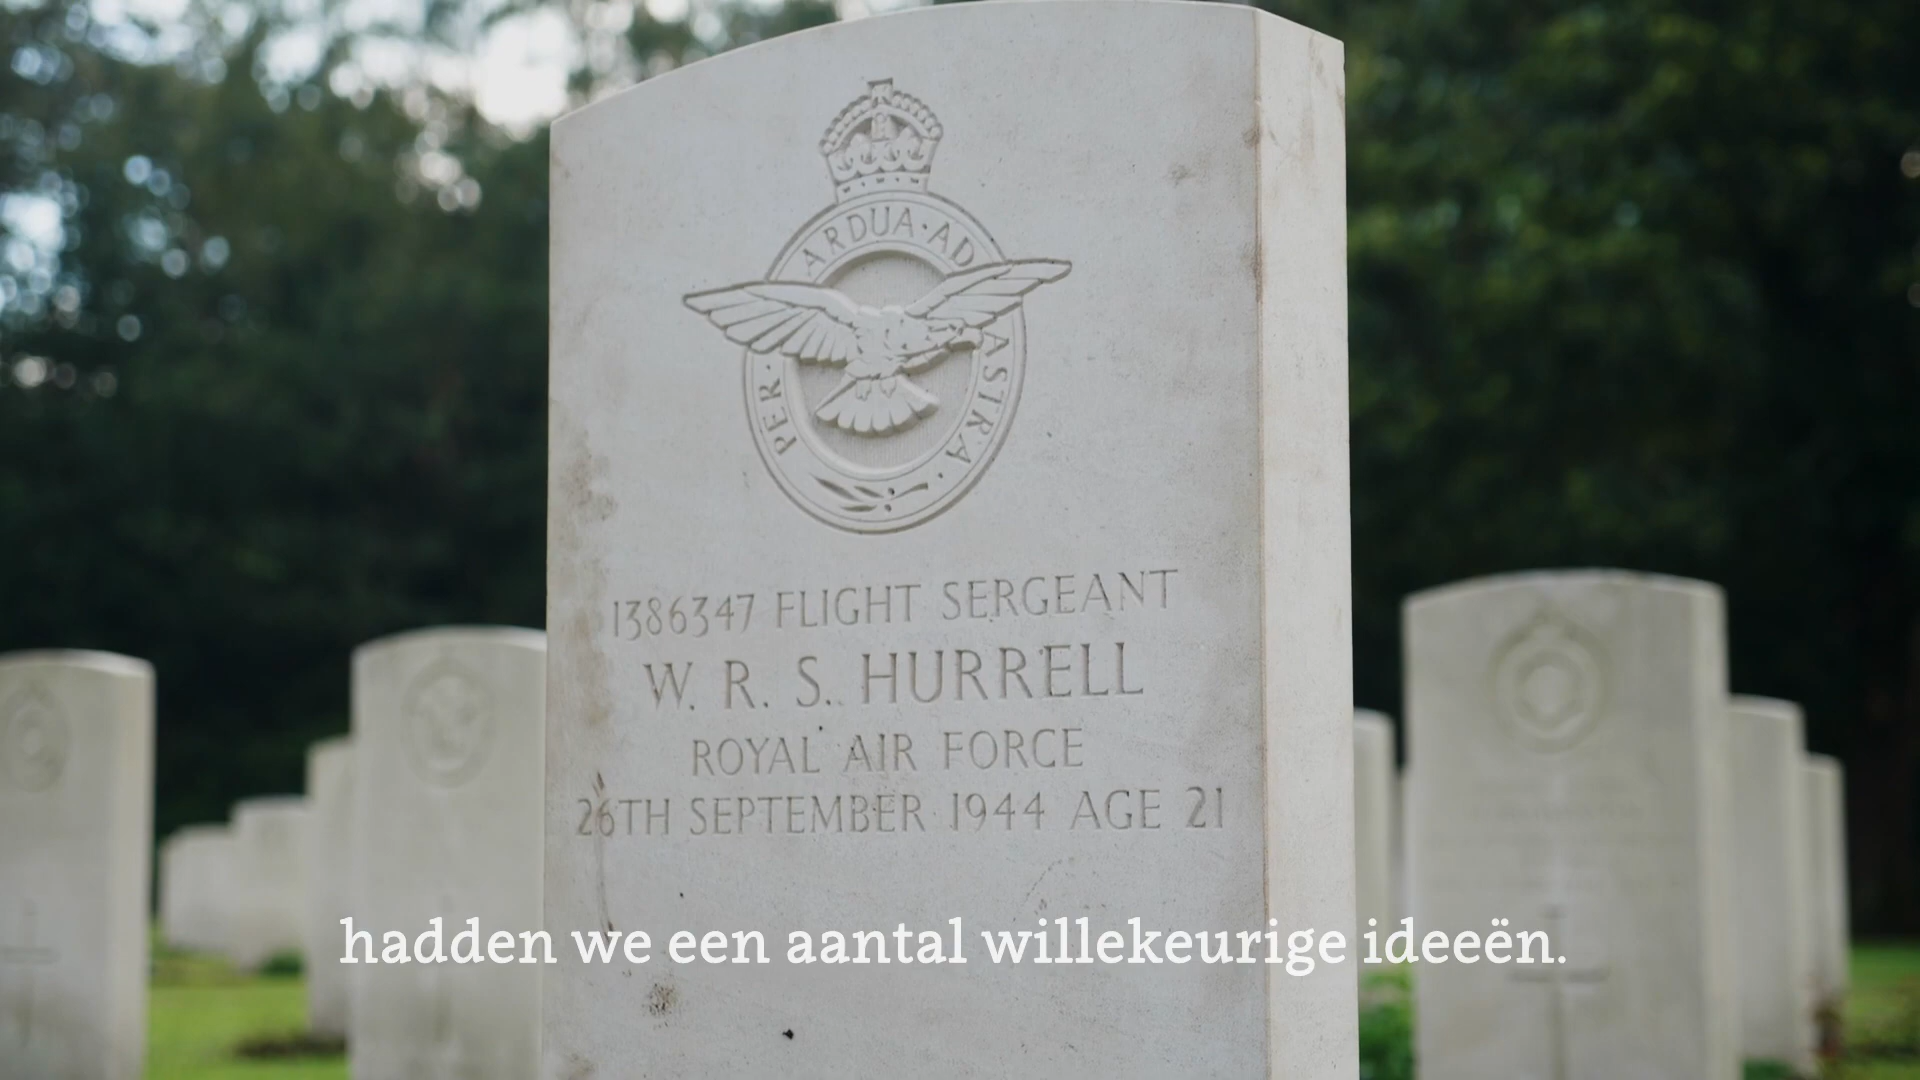 PER · ARDUA · AD ASTRA ·
1386347 FLIGHT SERGEANT
W. R. S. HURRELL
ROYAL AIR FORCE
26TH SEPTEMBER 1944 AGE 21
hadden we een aantal willekeurige ideeën.